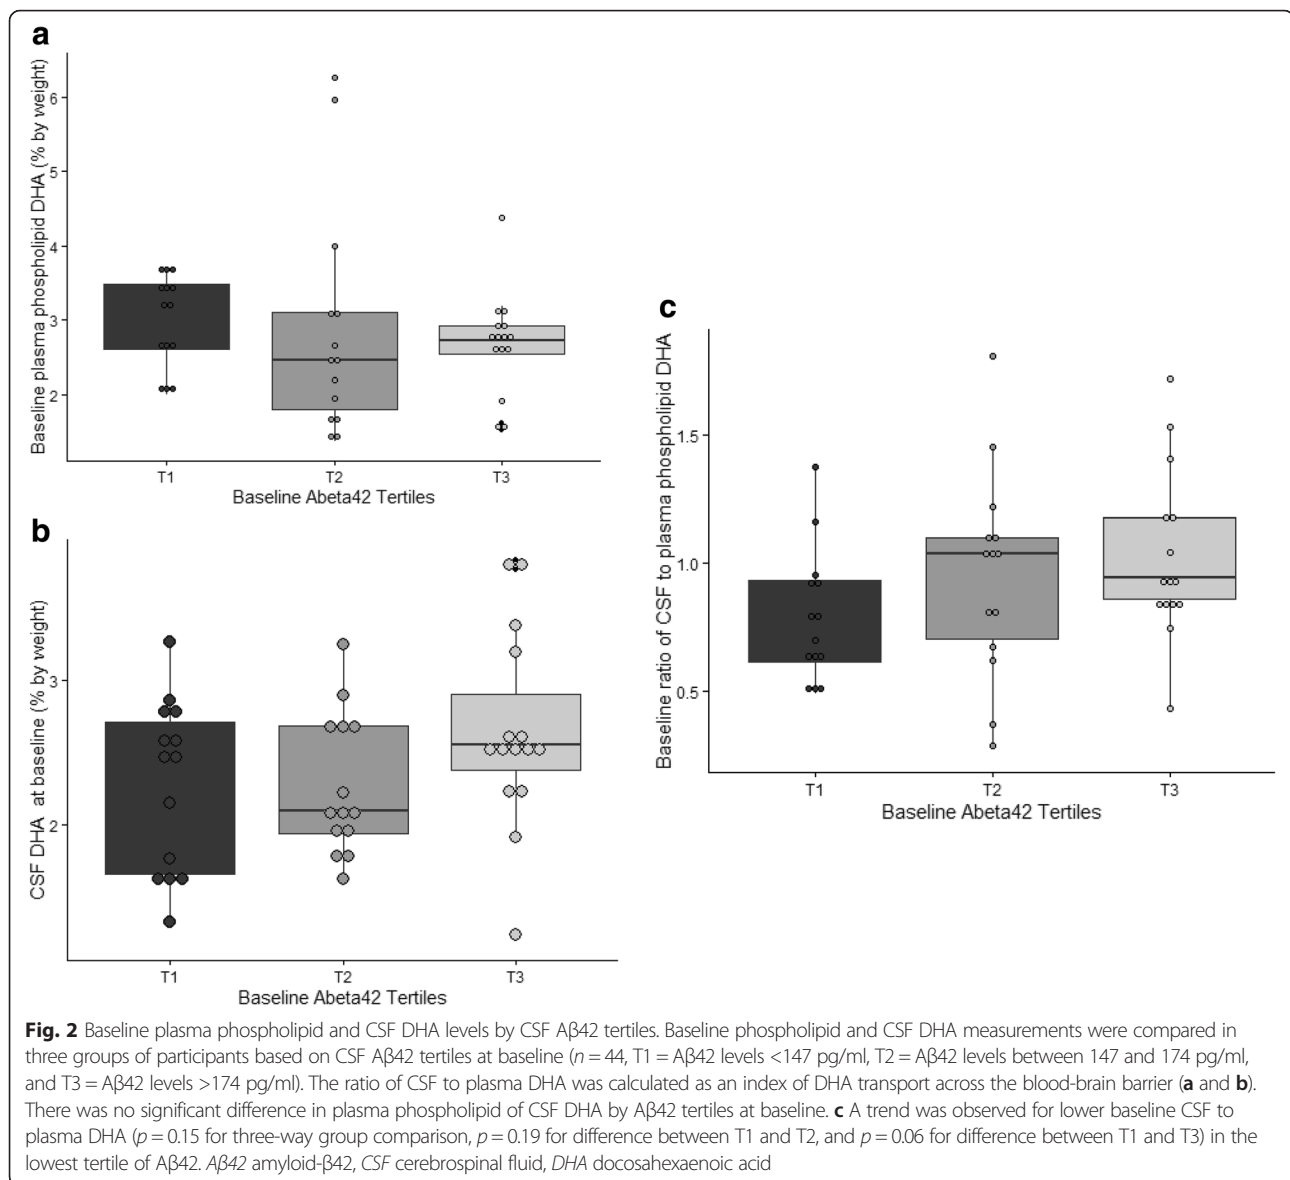 a
Baseline plasma phospholipid DHA (% by weight)
6
5
4
3
2
T1
T2
T3
Baseline Abeta42 Tertiles
b
CSF DHA at baseline (% by weight)
3
2
T1
T2
T3
Baseline Abeta42 Tertiles
c
Baseline ratio of CSF to plasma phospholipid DHA
1.5
1.0
0.5
T1
T2
T3
Baseline Abeta42 Tertiles
Fig. 2 Baseline plasma phospholipid and CSF DHA levels by CSF Aβ42 tertiles. Baseline phospholipid and CSF DHA measurements were compared in
three groups of participants based on CSF Aβ42 tertiles at baseline (n = 44, T1 = Aβ42 levels <147 pg/ml, T2 = Aβ42 levels between 147 and 174 pg/ml,
and T3 = Aβ42 levels >174 pg/ml). The ratio of CSF to plasma DHA was calculated as an index of DHA transport across the blood-brain barrier (a and b).
There was no significant difference in plasma phospholipid of CSF DHA by Aβ42 tertiles at baseline. c A trend was observed for lower baseline CSF to
plasma DHA (p = 0.15 for three-way group comparison, p = 0.19 for difference between T1 and T2, and p = 0.06 for difference between T1 and T3) in the
lowest tertile of Aβ42. Aβ42 amyloid-β42, CSF cerebrospinal fluid, DHA docosahexaenoic acid